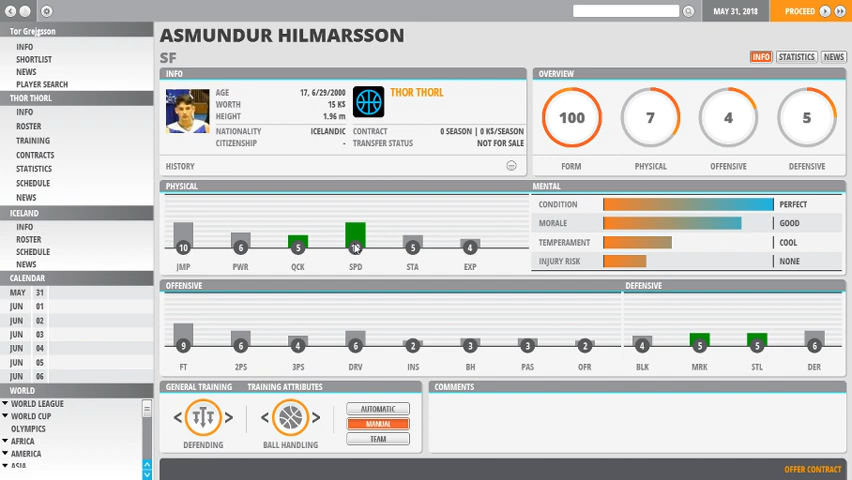 MAY 31, 2018
PROCEED
Tor Grejgsson
INFO
SHORTLIST
NEWS
PLAYER SEARCH
THOR THORL
INFO
ROSTER
TRAINING
CONTRACTS
STATISTICS
SCHEDULE
NEWS
ICELAND
INFO
ROSTER
SCHEDULE
NEWS
CALENDAR
MAY 31
JUN 01
JUN 02
JUN 03
JUN 04
JUN 05
JUN 06
WORLD
WORLD LEAGUE
WORLD CUP
OLYMPICS
AFRICA
AMERICA
ASIA
ASMUNDUR HILMARSSON
SF
INFO STATISTICS NEWS
INFO
AGE 17, 6/29/2000
WORTH 15 K$
HEIGHT 1.96 m
NATIONALITY ICELANDIC
CITIZENSHIP -
THOR THORL
CONTRACT 0 SEASON | 0 K$/SEASON
TRANSFER STATUS NOT FOR SALE
HISTORY
OVERVIEW
100 7 4 5
FORM PHYSICAL OFFENSIVE DEFENSIVE
PHYSICAL
10 6 5 5 4
JMP PWR QCK SPD STA EXP
MENTAL
CONDITION PERFECT
MORALE GOOD
TEMPERAMENT COOL
INJURY RISK NONE
OFFENSIVE
9 6 4 6 2 3 3 2
FT 2PS 3PS DRV INS BH PAS OFR
DEFENSIVE
4 5 5 6
BLK MRK STL DER
GENERAL TRAINING
DEFENDING
TRAINING ATTRIBUTES
BALL HANDLING
AUTOMATIC
MANUAL
TEAM
COMMENTS
OFFER CONTRACT